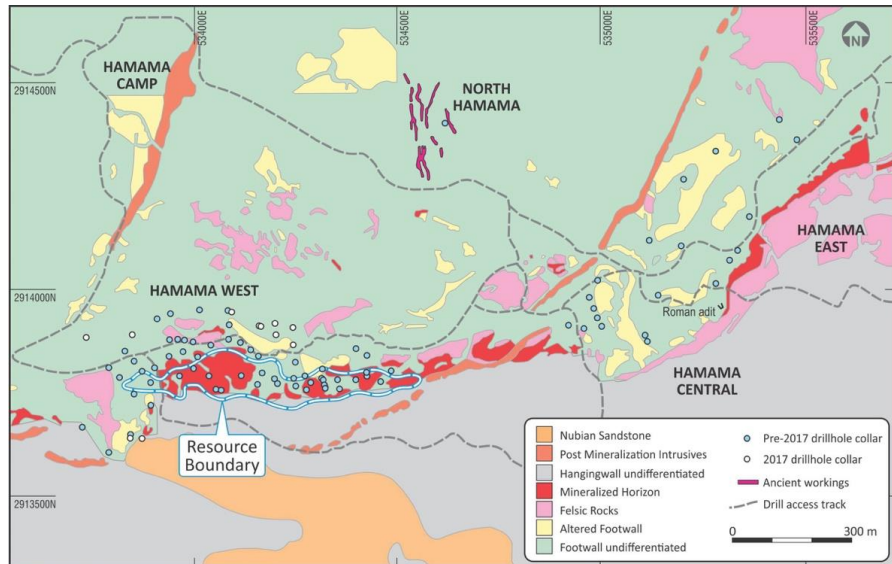 534000E
534500E
535000E
535500E
N
HAMAMA
CAMP
2914500N
NORTH
HAMAMA
HAMAMA
EAST
HAMAMA WEST
2914000N
Roman adit
HAMAMA
CENTRAL
Resource
Boundary
2913500N
Nubian Sandstone
Post Mineralization Intrusives
Hangingwall undifferentiated
Mineralized Horizon
Felsic Rocks
Altered Footwall
Footwall undifferentiated
Pre-2017 drillhole collar
2017 drillhole collar
Ancient workings
Drill access track
0 300 m